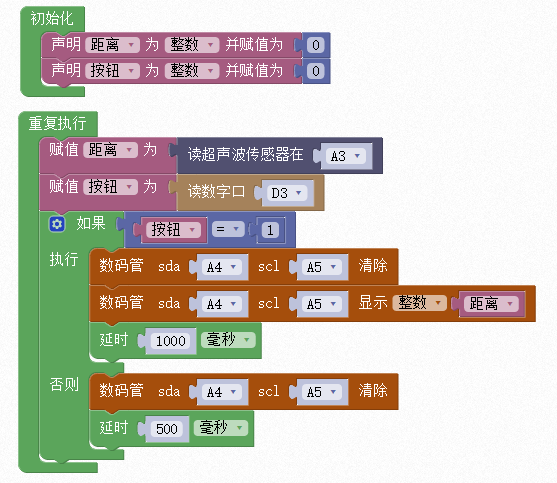 初始化
声明 距离 为 整数 并赋值为 0
声明 按钮 为 整数 并赋值为 0
重复执行
赋值 距离 为 读超声波传感器在 A3
赋值 按钮 为 读数字口 D3
如果 按钮 = 1
执行 数码管 sda A4 scl A5 清除
数码管 sda A4 scl A5 显示 整数 距离
延时 1000 毫秒
否则 数码管 sda A4 scl A5 清除
延时 500 毫秒